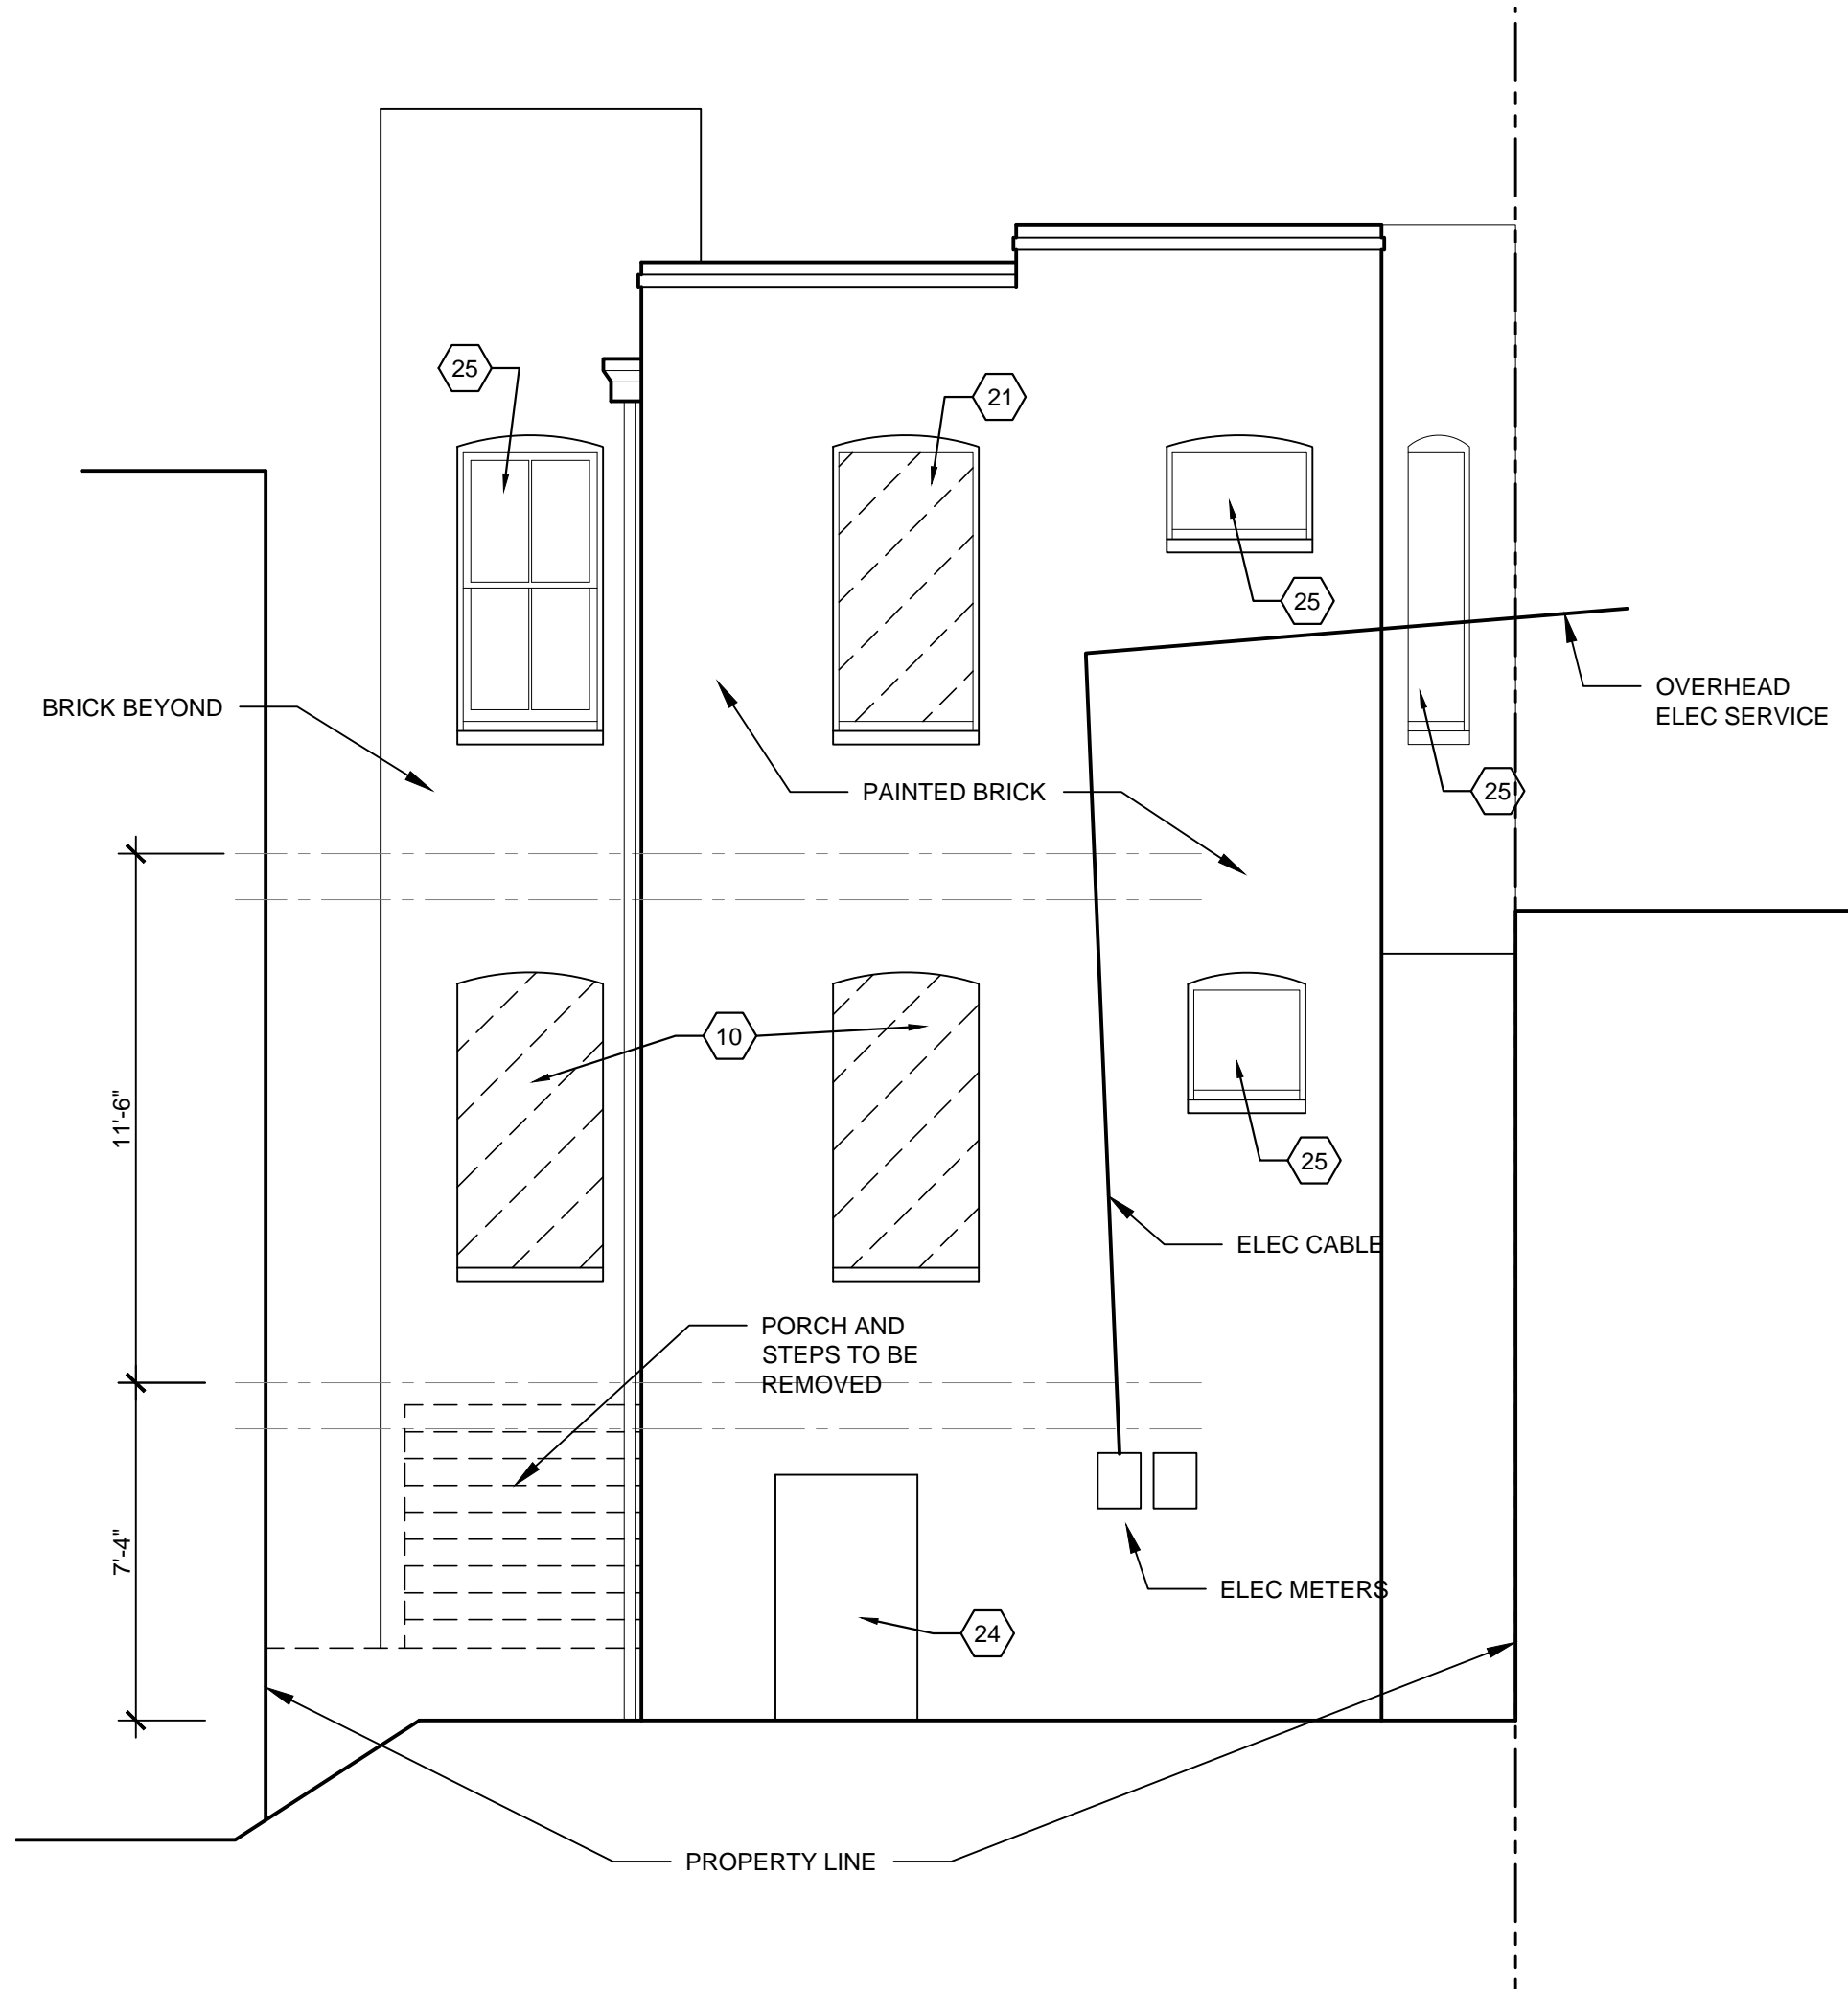 25
21
25
BRICK BEYOND
OVERHEAD
ELEC SERVICE
PAINTED BRICK
25
10
11'-6"
25
ELEC CABLE
PORCH AND
STEPS TO BE
REMOVED
7'-4"
ELEC METERS
24
PROPERTY LINE